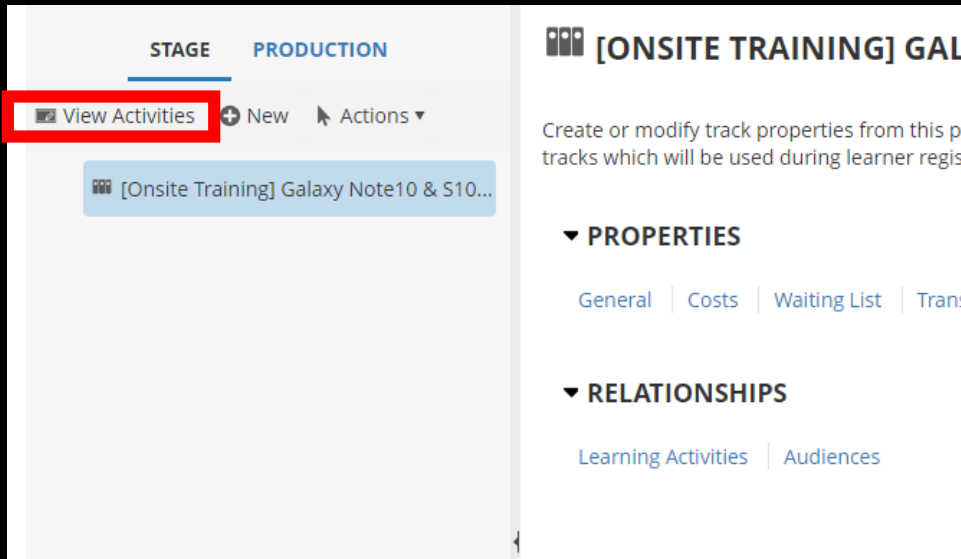 STAGE PRODUCTION
View Activities New Actions
[Onsite Training] Galaxy Note10 & S10...
[ONSITE TRAINING] GAL
Create or modify track properties from this p
tracks which will be used during learner regis
PROPERTIES
General Costs Waiting List Trans
RELATIONSHIPS
Learning Activities Audiences